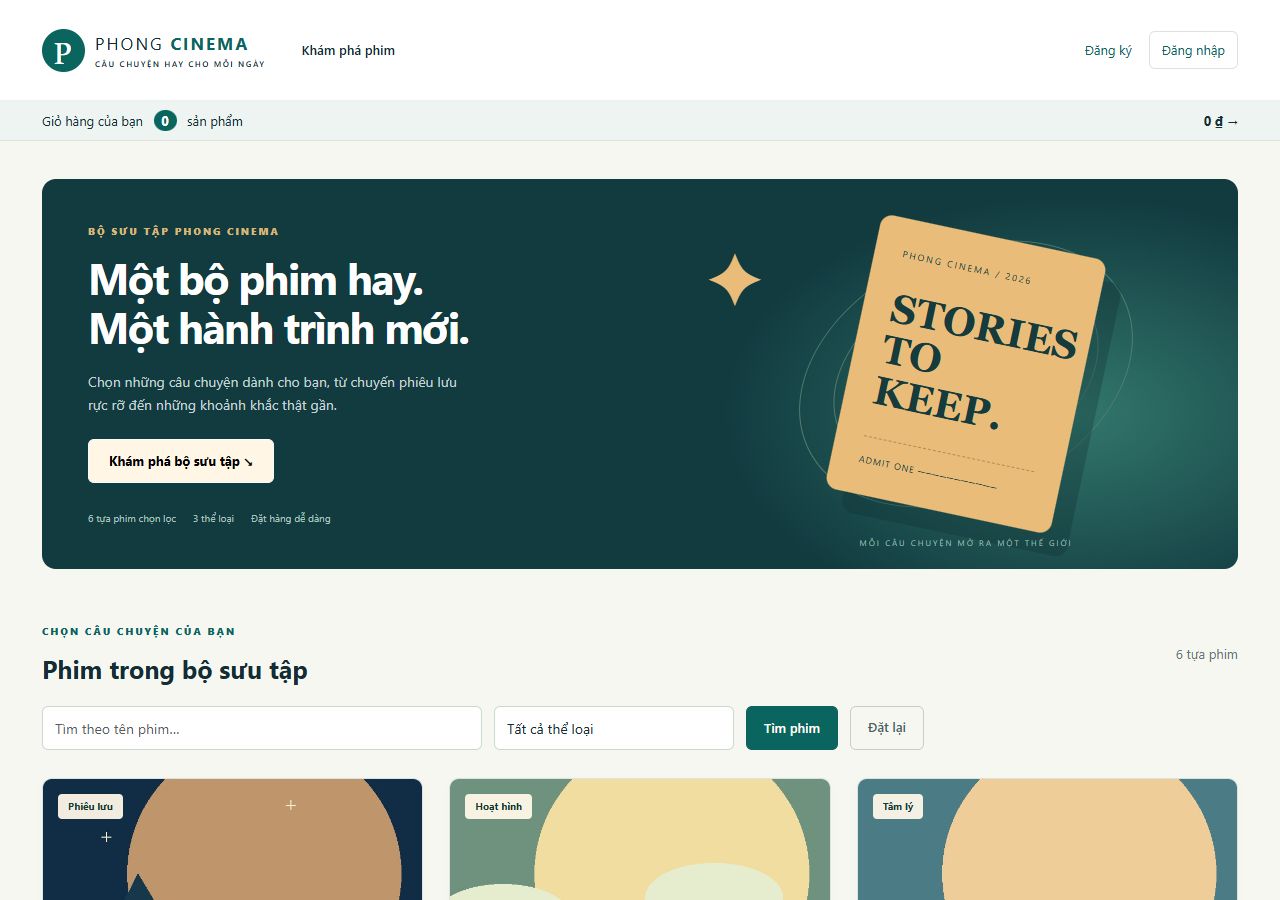 P
PHONG CINEMA
CÂU CHUYỆN HAY CHO MỖI NGÀY
Khám phá phim
Đăng ký
Đăng nhập
Giỏ hàng của bạn 0 sản phẩm
0 ₫ →
BỘ SƯU TẬP PHONG CINEMA
Một bộ phim hay.
Một hành trình mới.
Chọn những câu chuyện dành cho bạn, từ chuyến phiêu lưu
rực rỡ đến những khoảnh khắc thật gần.
Khám phá bộ sưu tập ↘
6 tựa phim chọn lọc 3 thể loại Đặt hàng dễ dàng
PHONG CINEMA / 2026
STORIES
TO
KEEP.
ADMIT ONE
MỖI CÂU CHUYỆN MỞ RA MỘT THẾ GIỚI
CHỌN CÂU CHUYỆN CỦA BẠN
Phim trong bộ sưu tập
6 tựa phim
Tìm theo tên phim...
Tất cả thể loại
Tìm phim
Đặt lại
Phiêu lưu
Hoạt hình
Tâm lý